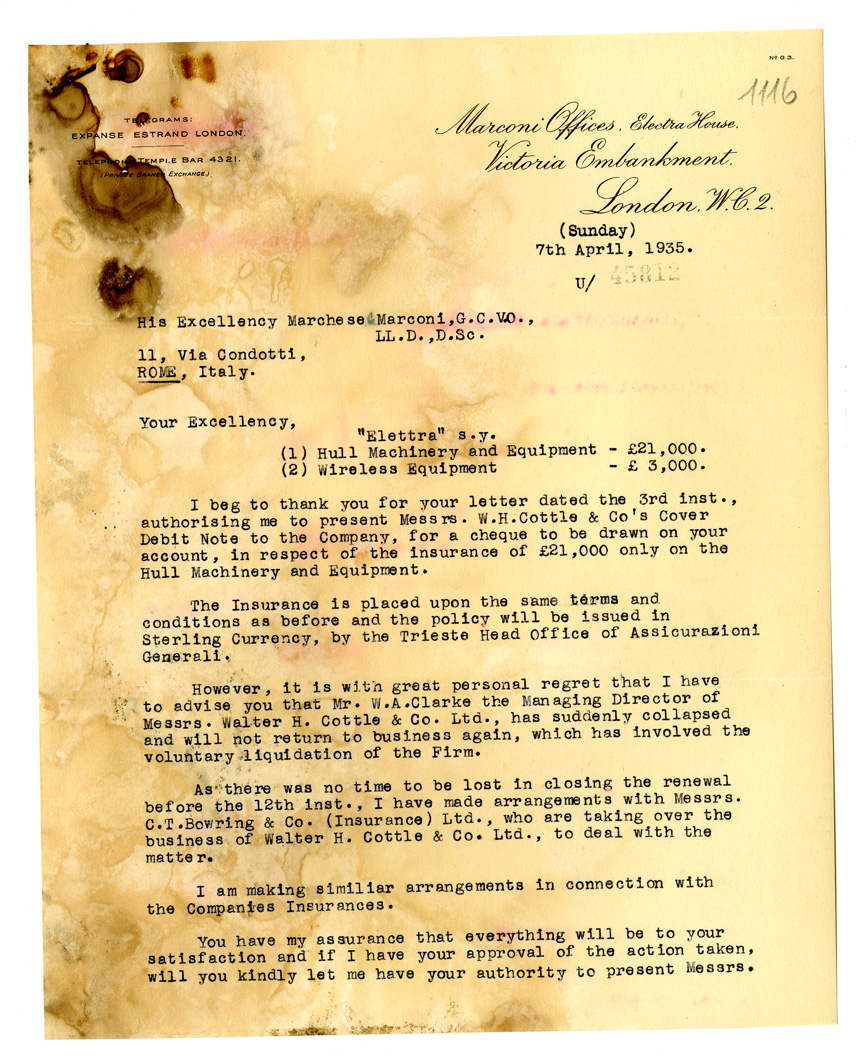 Nº G 3.
1116
TELEGRAMS:
EXPANSE ESTRAND LONDON.
TELEPHONE TEMPLE BAR 4321.
(PRIVATE BRANCH EXCHANGE)
Marconi Offices, Electra House.
Victoria Embankment.
London. W.C.2.
(Sunday)
7th April, 1935.
U/ 45812
His Excellency Marchese Marconi,G.C.V.O.,
LL.D.,D.Sc.
11, Via Condotti,
ROME, Italy.
Your Excellency,
"Elettra" s.y.
(1) Hull Machinery and Equipment - £21,000.
(2) Wireless Equipment - £ 3,000.
I beg to thank you for your letter dated the 3rd inst.,
authorising me to present Messrs. W.H.Cottle & Co's Cover
Debit Note to the Company, for a cheque to be drawn on your
account, in respect of the insurance of £21,000 only on the
Hull Machinery and Equipment.
The Insurance is placed upon the same terms and
conditions as before and the policy will be issued in
Sterling Currency, by the Trieste Head Office of Assicurazioni
Generali.
However, it is with great personal regret that I have
to advise you that Mr. W.A.Clarke the Managing Director of
Messrs. Walter H. Cottle & Co. Ltd., has suddenly collapsed
and will not return to business again, which has involved the
voluntary liquidation of the Firm.
As there was no time to be lost in closing the renewal
before the 12th inst., I have made arrangements with Messrs.
C.T.Bowring & Co. (Insurance) Ltd., who are taking over the
business of Walter H. Cottle & Co. Ltd., to deal with the
matter.
I am making similiar arrangements in connection with
the Companies Insurances.
You have my assurance that everything will be to your
satisfaction and if I have your approval of the action taken,
will you kindly let me have your authority to present Messrs.